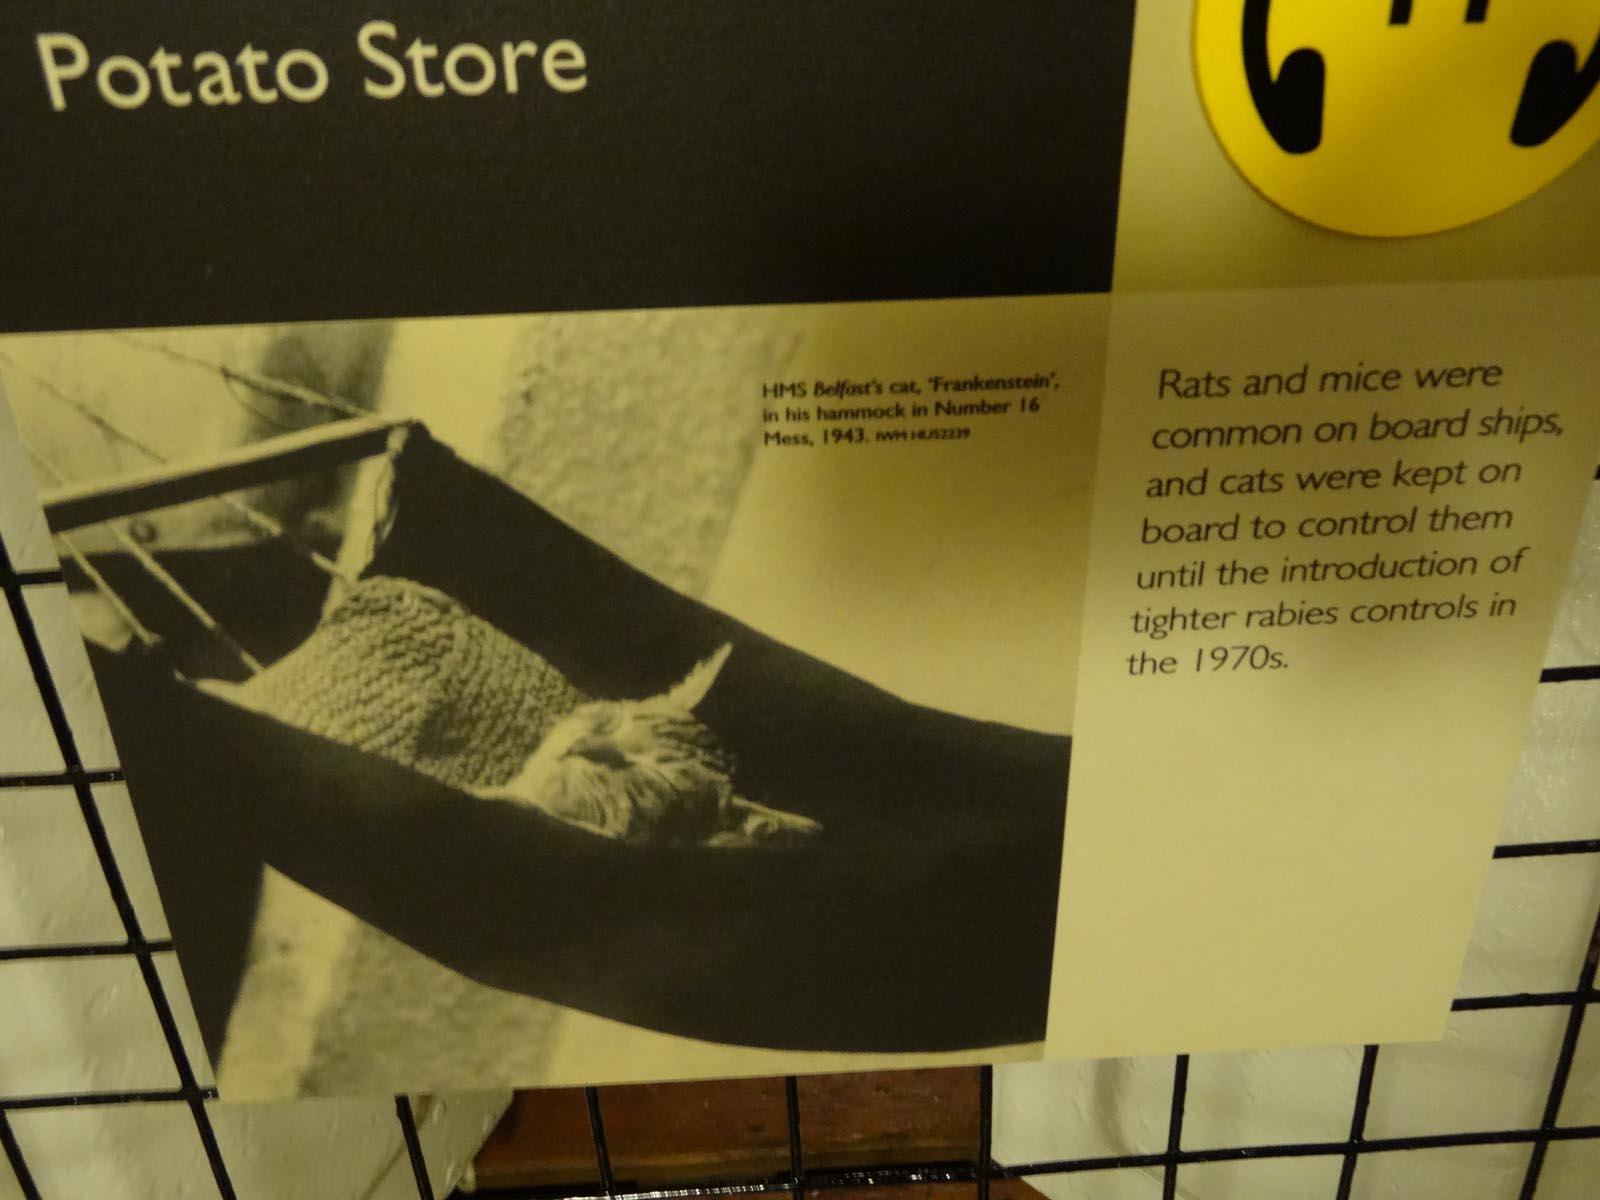 Potato Store
HMS Belfast's cat, 'Frankenstein',
in his hammock in Number 16
Mess, 1943. IWM HU52239
Rats and mice were
common on board ships,
and cats were kept on
board to control them
until the introduction of
tighter rabies controls in
the 1970s.